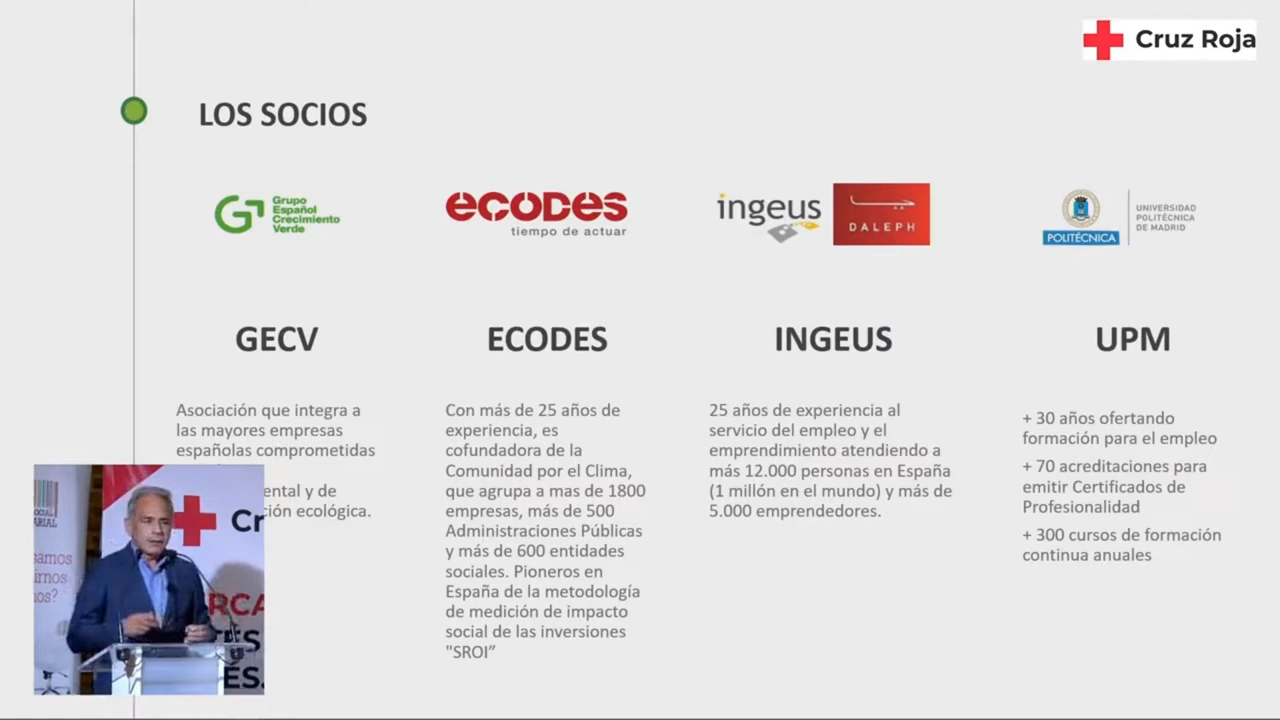 Cruz Roja
LOS SOCIOS
Grupo
Español
Crecimiento
Verde
ecodes
tiempo de actuar
ingeus
DALEPH
POLITÉCNICA
UNIVERSIDAD
POLITÉCNICA
DE MADRID
GECV
ECODES
INGEUS
UPM
Asociación que integra a
las mayores empresas
españolas comprometidas
ental y de
ción ecológica.
Con más de 25 años de
experiencia, es
cofundadora de la
Comunidad por el Clima,
que agrupa a mas de 1800
empresas, más de 500
Administraciones Públicas
y más de 600 entidades
sociales. Pioneros en
España de la metodología
de medición de impacto
social de las inversiones
"SROI”
25 años de experiencia al
servicio del empleo y el
emprendimiento atendiendo a
más 12.000 personas en España
(1 millón en el mundo) y más de
5.000 emprendedores.
+ 30 años ofertando
formación para el empleo
+ 70 acreditaciones para
emitir Certificados de
Profesionalidad
+ 300 cursos de formación
continua anuales
SOCIAL
ARIAL
Cr
RCA
ES.